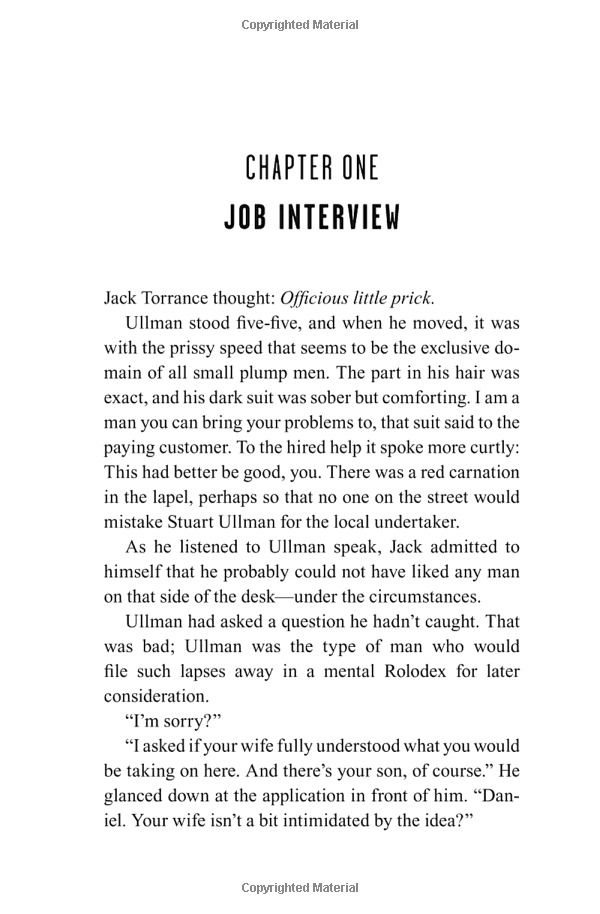 Copyrighted Material
CHAPTER ONE
JOB INTERVIEW
Jack Torrance thought: Officious little prick.
Ullman stood five-five, and when he moved, it was
with the prissy speed that seems to be the exclusive do-
main of all small plump men. The part in his hair was
exact, and his dark suit was sober but comforting. I am a
man you can bring your problems to, that suit said to the
paying customer. To the hired help it spoke more curtly:
This had better be good, you. There was a red carnation
in the lapel, perhaps so that no one on the street would
mistake Stuart Ullman for the local undertaker.
As he listened to Ullman speak, Jack admitted to
himself that he probably could not have liked any man
on that side of the desk—under the circumstances.
Ullman had asked a question he hadn’t caught. That
was bad; Ullman was the type of man who would
file such lapses away in a mental Rolodex for later
consideration.
“I’m sorry?”
“I asked if your wife fully understood what you would
be taking on here. And there’s your son, of course.” He
glanced down at the application in front of him. “Dan-
iel. Your wife isn’t a bit intimidated by the idea?”
Copyrighted Material